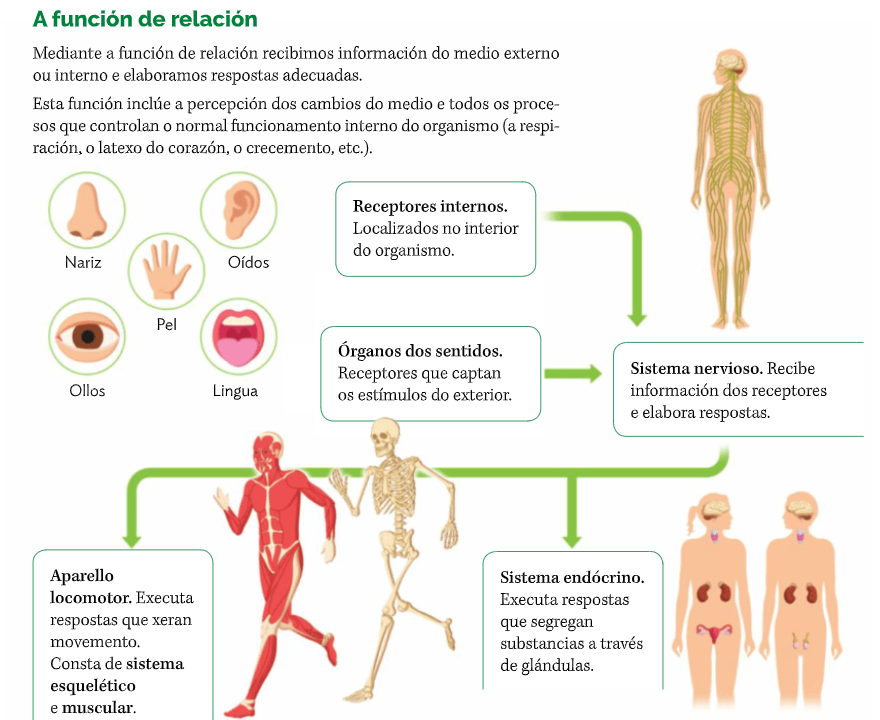 A función de relación
Mediante a función de relación recibimos información do medio externo
ou interno e elaboramos respostas adecuadas.
Esta función inclúe a percepción dos cambios do medio e todos os proce-
sos que controlan o normal funcionamento interno do organismo (a respi-
ración, o latexo do corazón, o crecemento, etc.).
Nariz
Oídos
Pel
Ollos
Lingua
Receptores internos.
Localizados no interior
do organismo.
Órganos dos sentidos.
Receptores que captan
os estímulos do exterior.
Sistema nervioso. Recibe
información dos receptores
e elabora respostas.
Aparello
locomotor. Executa
respostas que xeran
movemento.
Consta de sistema
esquelético
e muscular.
Sistema endócrino.
Executa respostas
que segregan
substancias a través
de glándulas.